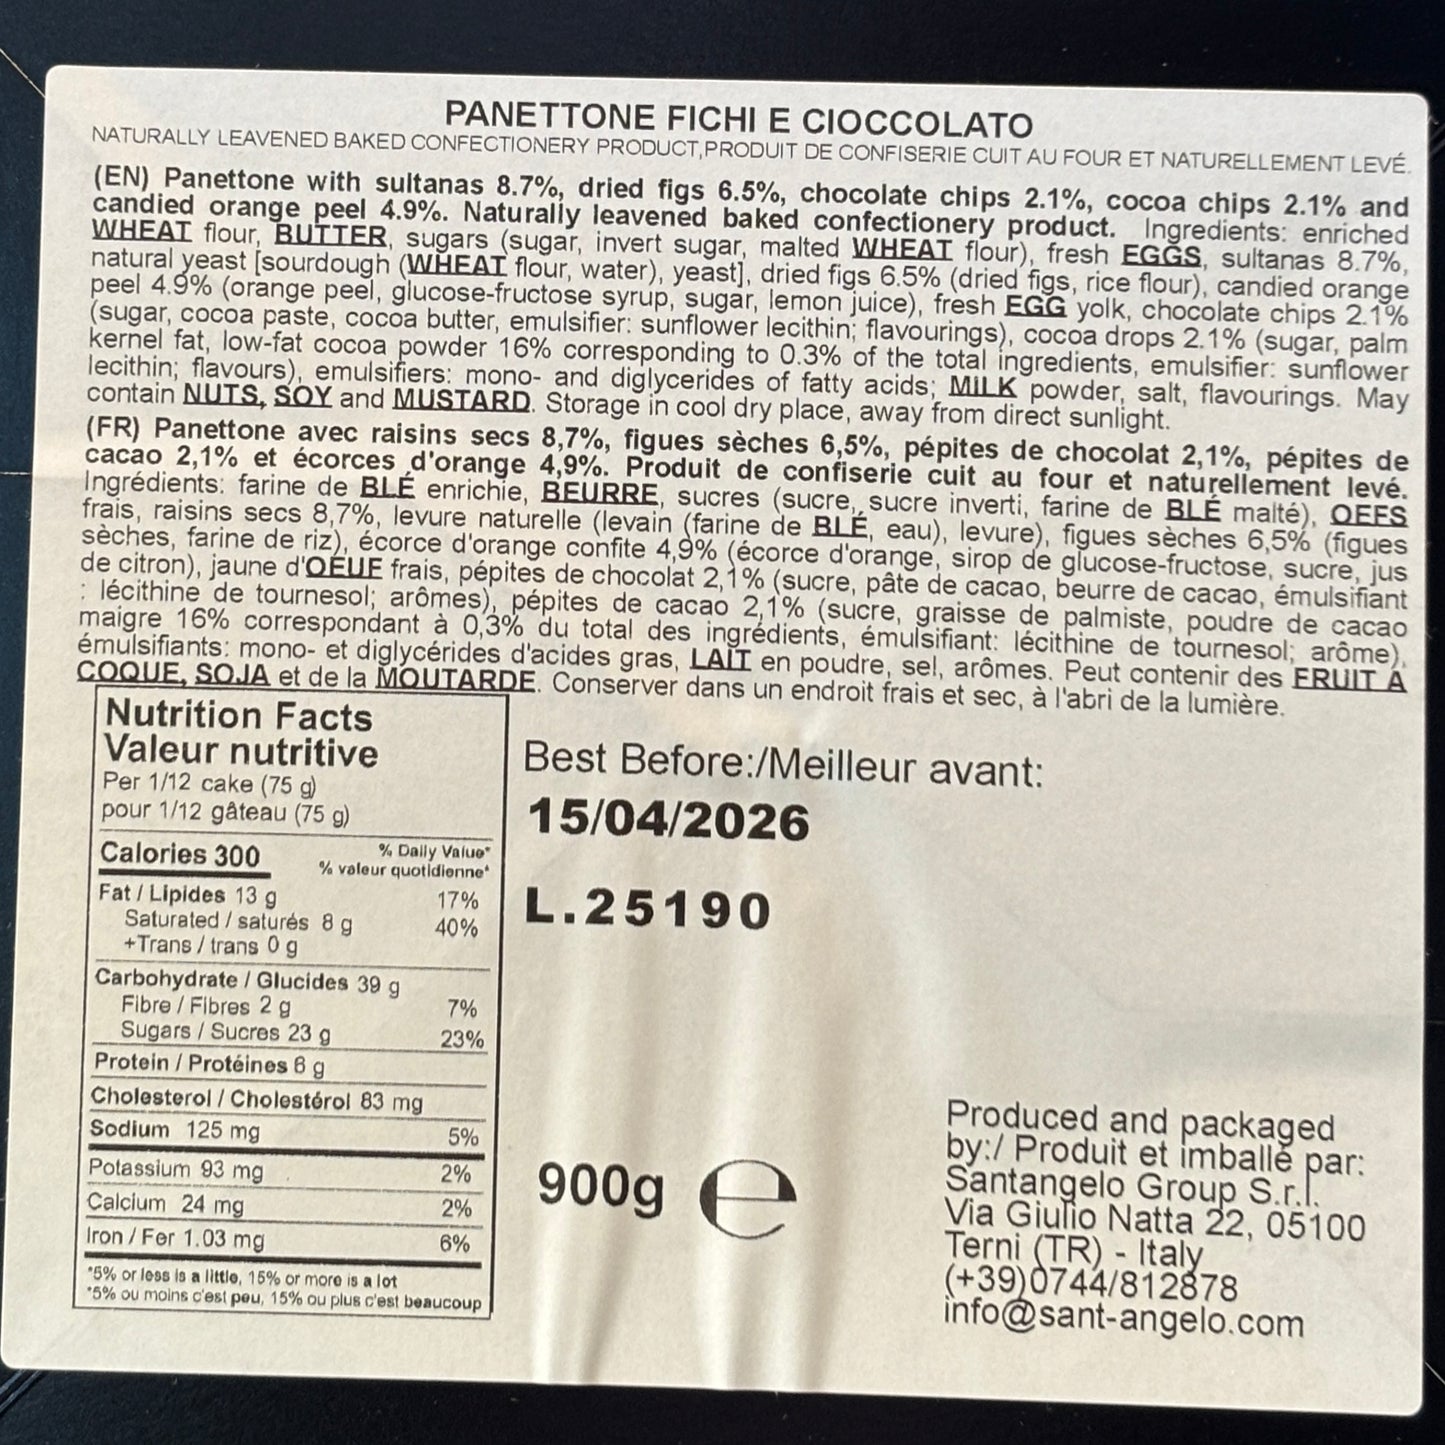 PANETTONE FICHI E CIOCCOLATO
NATURALLY LEAVENED BAKED CONFECTIONERY PRODUCT,PRODUIT DE CONFISERIE CUIT AU FOUR ET NATURELLEMENT LEVÉ.
(EN) Panettone with sultanas 8.7%, dried figs 6.5%, chocolate chips 2.1%, cocoa chips 2.1% and
candied orange peel 4.9%. Naturally leavened baked confectionery product. Ingredients: enriched
WHEAT flour, BUTTER, sugars (sugar, invert sugar, malted WHEAT flour), fresh EGGS, sultanas 8.7%,
natural yeast [sourdough (WHEAT flour, water), yeast], dried figs 6.5% (dried figs, rice flour), candied orange
peel 4.9% (orange peel, glucose-fructose syrup, sugar, lemon juice), fresh EGG yolk, chocolate chips 2.1%
(sugar, cocoa paste, cocoa butter, emulsifier: sunflower lecithin; flavourings), cocoa drops 2.1% (sugar, palm
kernel fat, low-fat cocoa powder 16% corresponding to 0.3% of the total ingredients, emulsifier: sunflower
lecithin; flavours), emulsifiers: mono- and diglycerides of fatty acids; MILK powder, salt, flavourings. May
contain NUTS, SOY and MUSTARD. Storage in cool dry place, away from direct sunlight.
(FR) Panettone avec raisins secs 8,7%, figues sèches 6,5%, pépites de chocolat 2,1%, pépites de
cacao 2,1% et écorces d'orange 4,9%. Produit de confiserie cuit au four et naturellement levé.
Ingrédients: farine de BLÉ enrichie, BEURRE, sucres (sucre, sucre inverti, farine de BLÉ malté), OEFS
frais, raisins secs 8,7%, levure naturelle (levain (farine de BLÉ, eau), levure), figues sèches 6,5% (figues
sèches, farine de riz), écorce d'orange confite 4,9% (écorce d'orange, sirop de glucose-fructose, sucre, jus
de citron), jaune d'OEUF frais, pépites de chocolat 2,1% (sucre, pâte de cacao, beurre de cacao, émulsifiant
: lécithine de tournesol; arômes), pépites de cacao 2,1% (sucre, graisse de palmiste, poudre de cacao
maigre 16% correspondant à 0,3% du total des ingrédients, émulsifiant: lécithine de tournesol; arôme),
émulsifiants: mono- et diglycérides d'acides gras, LAIT en poudre, sel, arômes. Peut contenir des FRUIT À
COQUE, SOJA et de la MOUTARDE. Conserver dans un endroit frais et sec, à l'abri de la lumière.
Nutrition Facts
Valeur nutritive
Per 1/12 cake (75 g)
pour 1/12 gâteau (75 g)
Calories 300
% Daily Value*
% valeur quotidienne*
Fat / Lipides 13 g 17%
Saturated / saturés 8 g 40%
+Trans / trans 0 g
Carbohydrate / Glucides 39 g
Fibre / Fibres 2 g 7%
Sugars / Sucres 23 g 23%
Protein / Protéines 6 g
Cholesterol / Cholestérol 83 mg
Sodium 125 mg 5%
Potassium 93 mg 2%
Calcium 24 mg 2%
Iron / Fer 1.03 mg 6%
*5% or less is a little, 15% or more is a lot
*5% ou moins c'est peu, 15% ou plus c'est beaucoup
Best Before:/Meilleur avant:
15/04/2026
L.25190
900g e
Produced and packaged
by:/ Produit et imballé par:
Santangelo Group S.r.l.
Via Giulio Natta 22, 05100
Terni (TR) - Italy
(+39)0744/812878
info@sant-angelo.com